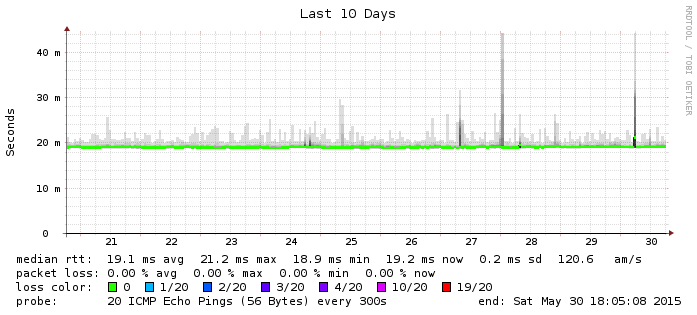 Last 10 Days
RRDTOOL / TOBI OETIKER
Seconds
40 m
30 m
20 m
10 m
0
21 22 23 24 25 26 27 28 29 30
median rtt: 19.1 ms avg 21.2 ms max 18.9 ms min 19.2 ms now 0.2 ms sd 120.6 am/s
packet loss: 0.00 % avg 0.00 % max 0.00 % min 0.00 % now
loss color: 0 1/20 2/20 3/20 4/20 10/20 19/20
probe: 20 ICMP Echo Pings (56 Bytes) every 300s end: Sat May 30 18:05:08 2015